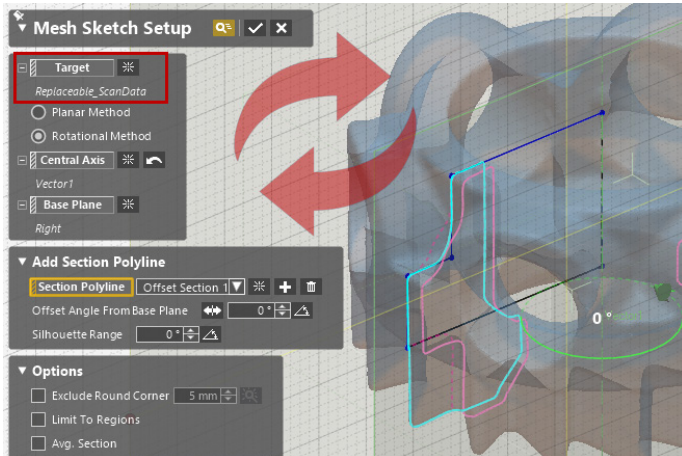 Mesh Sketch Setup
Target
Replaceable_ScanData
Planar Method
Rotational Method
Central Axis
Vector1
Base Plane
Right
Add Section Polyline
Section Polyline Offset Section 1
Offset Angle From Base Plane 0 °
Silhouette Range 0 °
Options
Exclude Round Corner 5 mm
Limit To Regions
Avg. Section
0 °